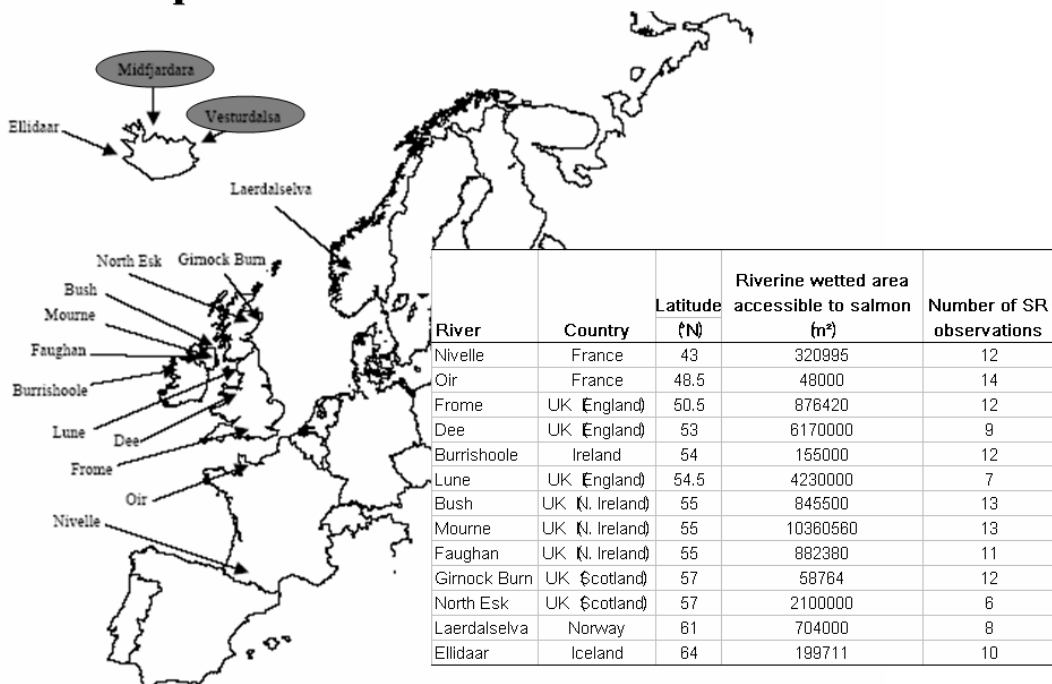 Midfjardara
Vesturdalsa
Ellidaar
Laerdalselva
North Esk Girnock Burn
Bush
Mourne
Faughan
Burrishoole
Lune
Dee
Frome
Oir
Nivelle
River Country Latitude (°N) Riverine wetted area accessible to salmon (m²) Number of SR observations
Nivelle France 43 320995 12
Oir France 48.5 48000 14
Frome UK (England) 50.5 876420 12
Dee UK (England) 53 6170000 9
Burrishoole Ireland 54 155000 12
Lune UK (England) 54.5 4230000 7
Bush UK (N. Ireland) 55 845500 13
Mourne UK (N. Ireland) 55 10360560 13
Faughan UK (N. Ireland) 55 882380 11
Girnock Burn UK (Scotland) 57 58764 12
North Esk UK (Scotland) 57 2100000 6
Laerdalselva Norway 61 704000 8
Ellidaar Iceland 64 199711 10